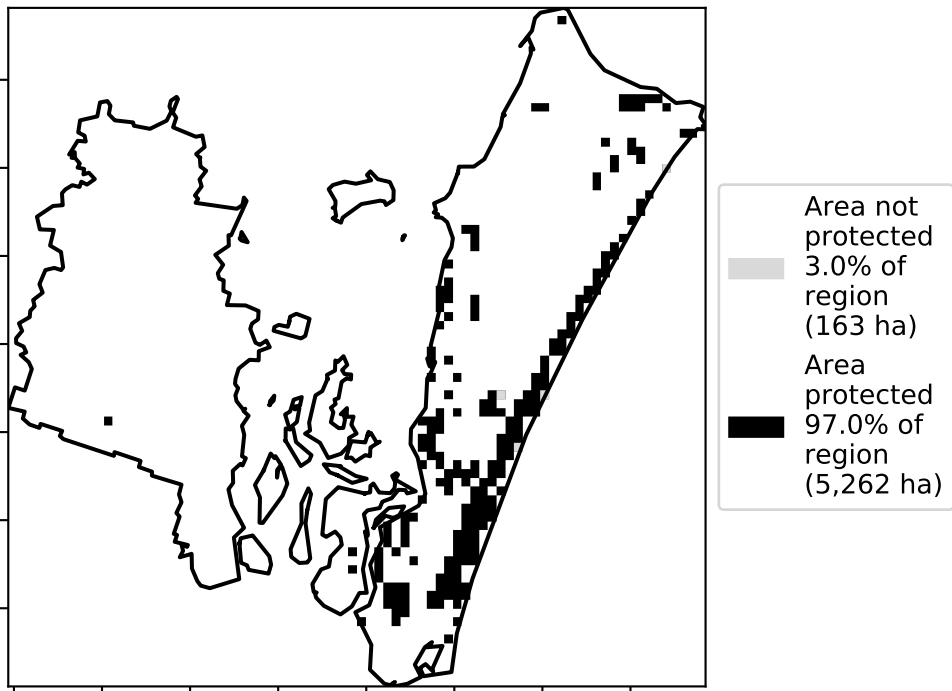 Area not
protected
3.0% of
region
(163 ha)
Area
protected
97.0% of
region
(5,262 ha)